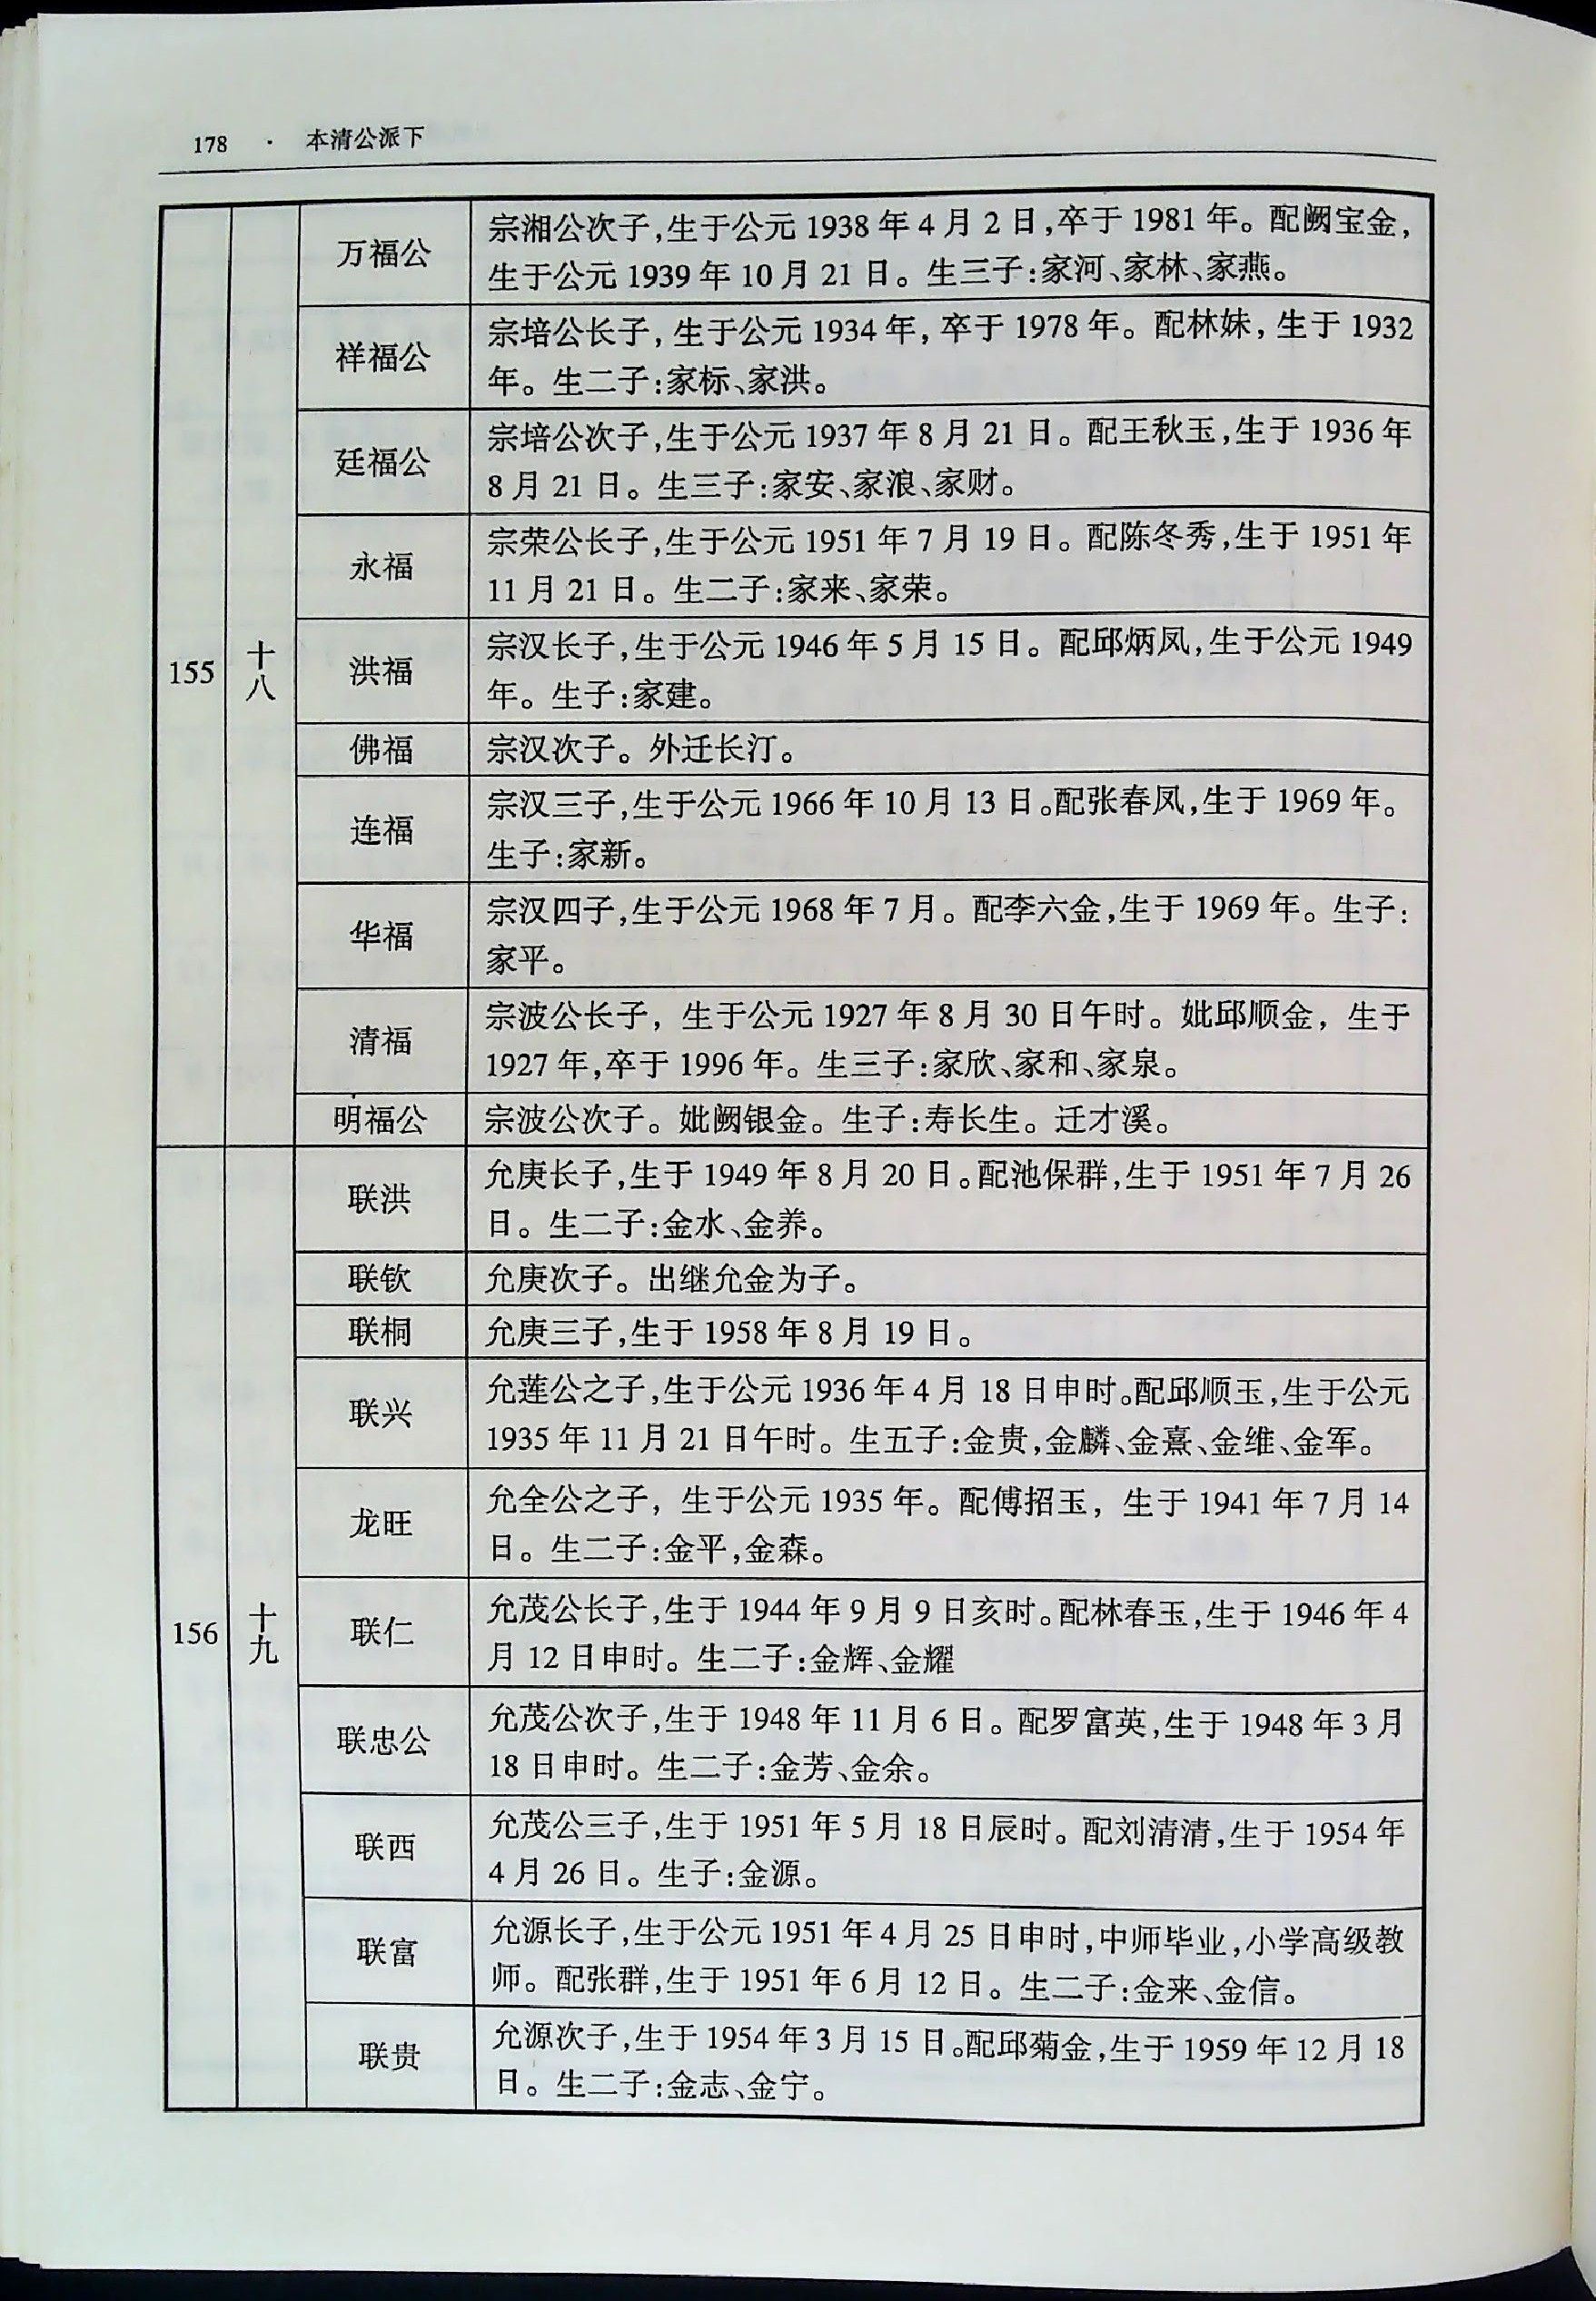 178 · 本清公派下
155
十八
万福公
宗湘公次子,生于公元 1938 年 4 月 2 日,卒于 1981 年。配阙宝金,
生于公元 1939 年 10 月 21 日。生三子:家河、家林、家燕。
祥福公
宗培公长子,生于公元 1934 年,卒于 1978 年。配林妹,生于 1932
年。生二子:家标、家洪。
廷福公
宗培公次子,生于公元 1937 年 8 月 21 日。配王秋玉,生于 1936 年
8 月 21 日。生三子:家安、家浪、家财。
永福
宗荣公长子,生于公元 1951 年 7 月 19 日。配陈冬秀,生于 1951 年
11 月 21 日。生二子:家来、家荣。
洪福
宗汉长子,生于公元 1946 年 5 月 15 日。配邱炳凤,生于公元 1949
年。生子:家建。
佛福
宗汉次子。外迁长汀。
连福
宗汉三子,生于公元 1966 年 10 月 13 日。配张春凤,生于 1969 年。
生子:家新。
华福
宗汉四子,生于公元 1968 年 7 月。配李六金,生于 1969 年。生子:
家平。
清福
宗波公长子,生于公元 1927 年 8 月 30 日午时。妣邱顺金,生于
1927 年,卒于 1996 年。生三子:家欣、家和、家泉。
明福公
宗波公次子。妣阙银金。生子:寿长生。迁才溪。
156
十九
联洪
允庚长子,生于 1949 年 8 月 20 日。配池保群,生于 1951 年 7 月 26
日。生二子:金水、金养。
联钦
允庚次子。出继允金为子。
联桐
允庚三子,生于 1958 年 8 月 19 日。
联兴
允莲公之子,生于公元 1936 年 4 月 18 日申时。配邱顺玉,生于公元
1935 年 11 月 21 日午时。生五子:金贵,金麟、金熹、金维、金军。
龙旺
允全公之子,生于公元 1935 年。配傅招玉,生于 1941 年 7 月 14
日。生二子:金平,金森。
联仁
允茂公长子,生于 1944 年 9 月 9 日亥时。配林春玉,生于 1946 年 4
月 12 日申时。生二子:金辉、金耀
联忠公
允茂公次子,生于 1948 年 11 月 6 日。配罗富英,生于 1948 年 3 月
18 日申时。生二子:金芳、金余。
联西
允茂公三子,生于 1951 年 5 月 18 日辰时。配刘清清,生于 1954 年
4 月 26 日。生子:金源。
联富
允源长子,生于公元 1951 年 4 月 25 日申时,中师毕业,小学高级教
师。配张群,生于 1951 年 6 月 12 日。生二子:金来、金信。
联贵
允源次子,生于 1954 年 3 月 15 日。配邱菊金,生于 1959 年 12 月 18
日。生二子:金志、金宁。